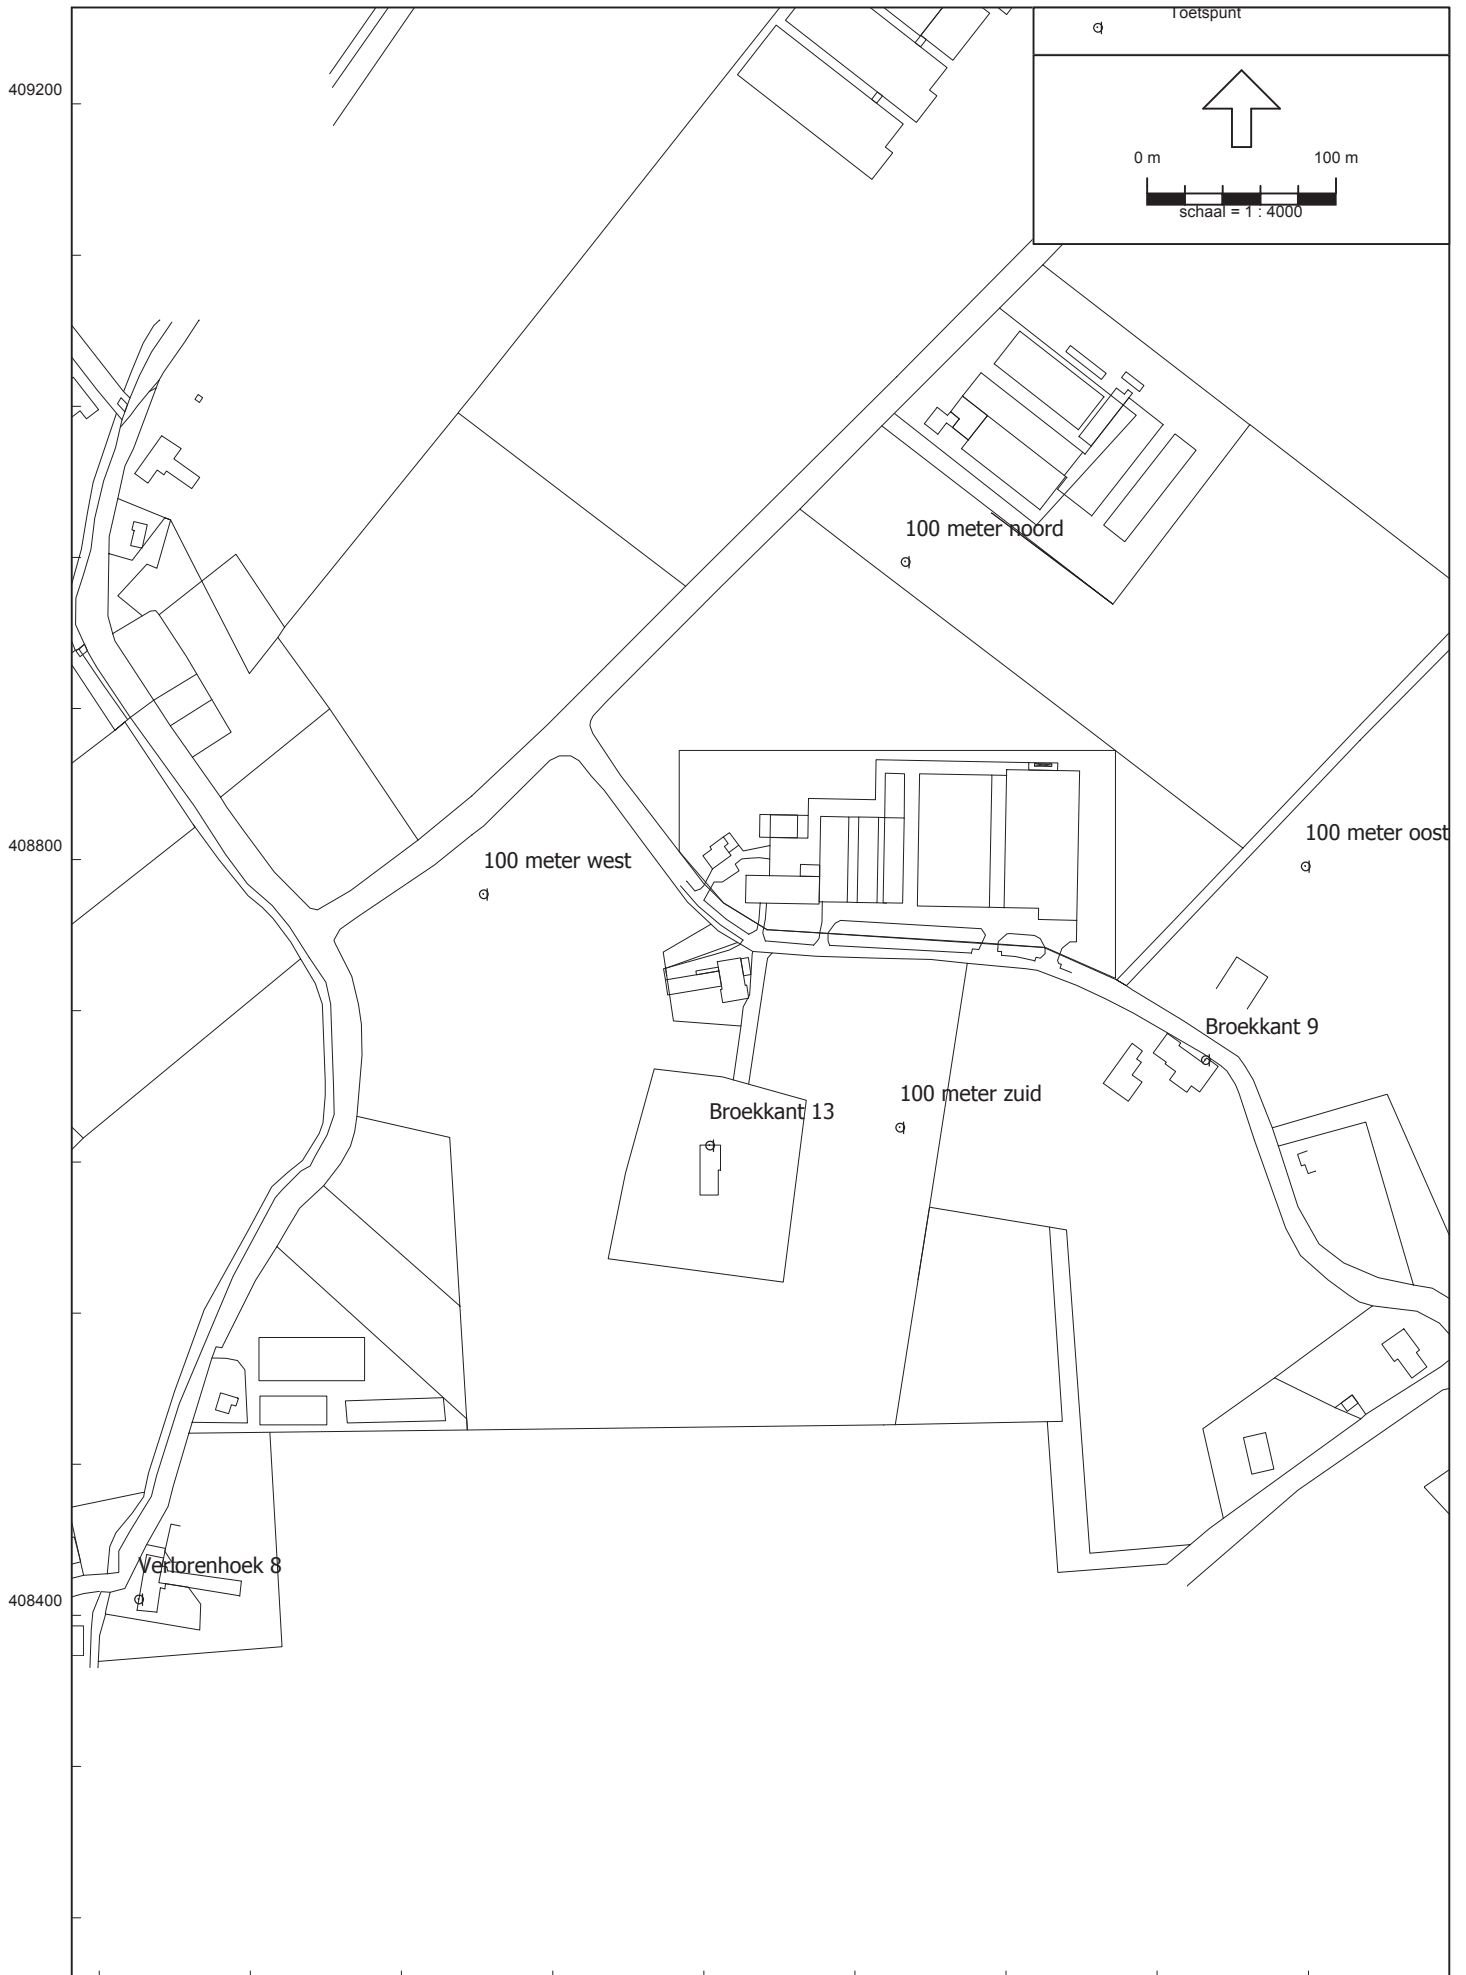 Toetspunt
409200
0 m 100 m
schaal = 1 : 4000
100 meter noord
408800
100 meter oost
100 meter west
Broekkant 9
100 meter zuid
Broekkant 13
Verlorenhoek 8
408400